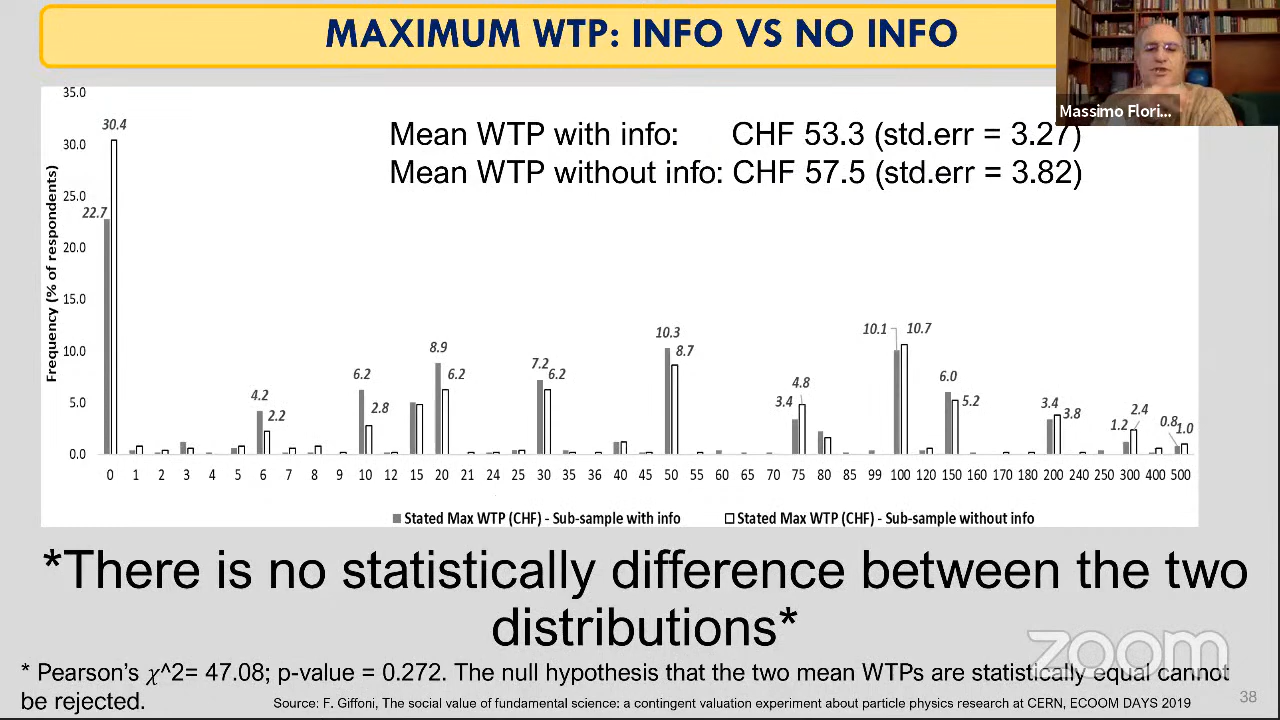 MAXIMUM WTP: INFO VS NO INFO
Massimo Flori...
Mean WTP with info: CHF 53.3 (std.err = 3.27)
Mean WTP without info: CHF 57.5 (std.err = 3.82)
Frequency (% of respondents)
35.0
30.0
25.0
20.0
15.0
10.0
5.0
0.0
22.7 30.4
4.2 2.2
6.2 2.8
8.9 6.2
7.2 6.2
10.3 8.7
3.4 4.8
10.1 10.7
6.0 5.2
3.4 3.8
1.2 2.4
0.8 1.0
0 1 2 3 4 5 6 7 8 9 10 12 15 20 21 24 25 30 35 36 40 45 50 55 60 65 70 75 80 85 99 100 120 150 160 170 180 200 240 250 300 400 500
Stated Max WTP (CHF) - Sub-sample with info Stated Max WTP (CHF) - Sub-sample without info
*There is no statistically difference between the two
distributions*
zoom
* Pearson's χ^2= 47.08; p-value = 0.272. The null hypothesis that the two mean WTPs are statistically equal cannot
be rejected.
Source: F. Giffoni, The social value of fundamental science: a contingent valuation experiment about particle physics research at CERN, ECOOM DAYS 2019
38